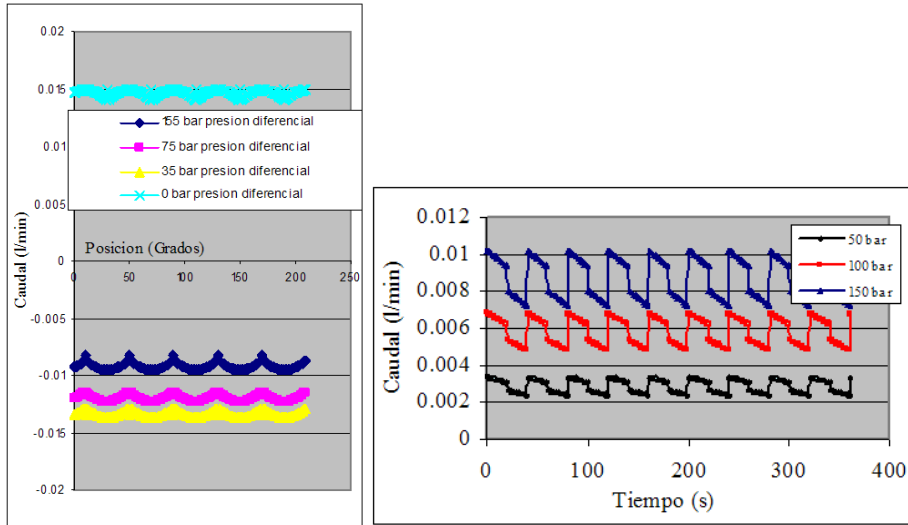 0.02
0.015
155 bar presion diferencial
75 bar presion diferencial
35 bar presion diferencial
0 bar presion diferencial
0.01
0.005
Posicion (Grados)
0
0 50 100 150 200 250
-0.005
-0.01
-0.015
-0.02
Caudal (l/min)
0.012
0.01
0.008
0.006
0.004
0.002
0
0 100 200 300 400
Caudal (l/min)
Tiempo (s)
50 bar
100 bar
150 bar